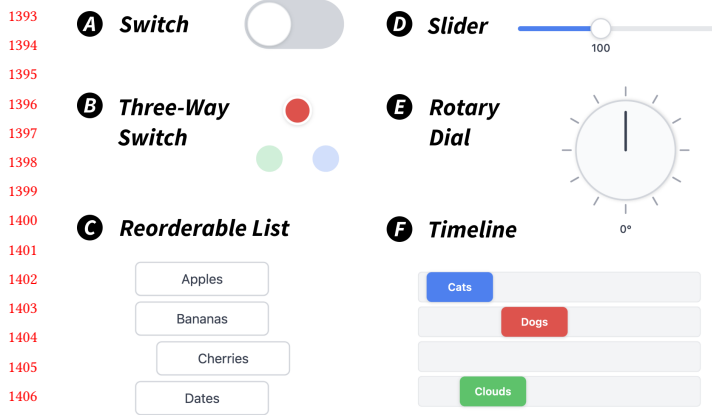 1393
1394
1395
1396
1397
1398
1399
1400
1401
1402
1403
1404
1405
1406
A Switch
B Three-Way
Switch
C Reorderable List
Apples
Bananas
Cherries
Dates
D Slider
100
E Rotary
Dial
0°
F Timeline
Cats
Dogs
Clouds